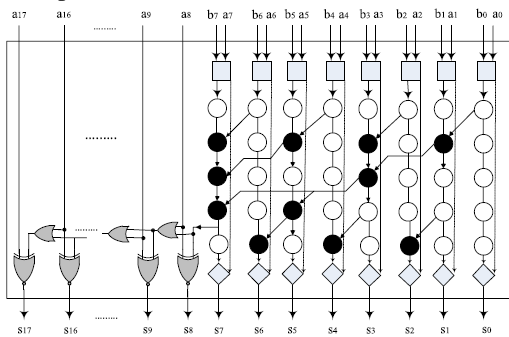 a17 a16 ........ a9 a8 b7 a7 b6 a6 b5 a5 b4 a4 b3 a3 b2 a2 b1 a1 b0 a0
.........
........
S17 S16 ........ S9 S8 S7 S6 S5 S4 S3 S2 S1 S0